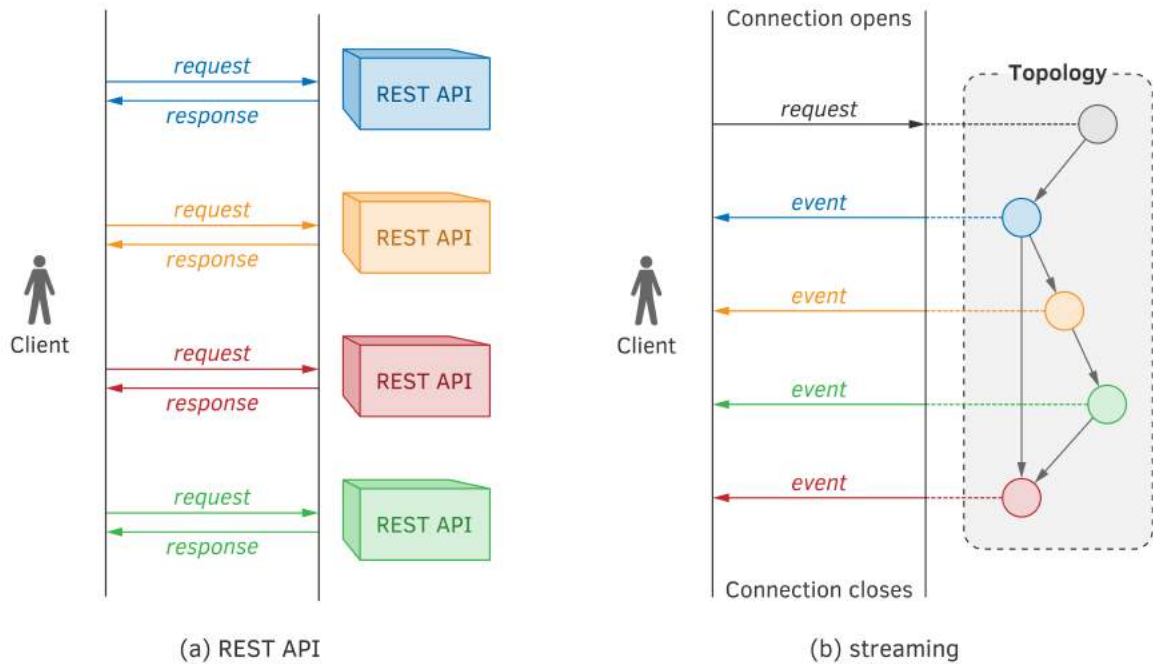 request
response
REST API
request
response
REST API
Client
request
response
REST API
request
response
REST API
(a) REST API
Connection opens
Topology
request
event
event
Client
event
event
Connection closes
(b) streaming